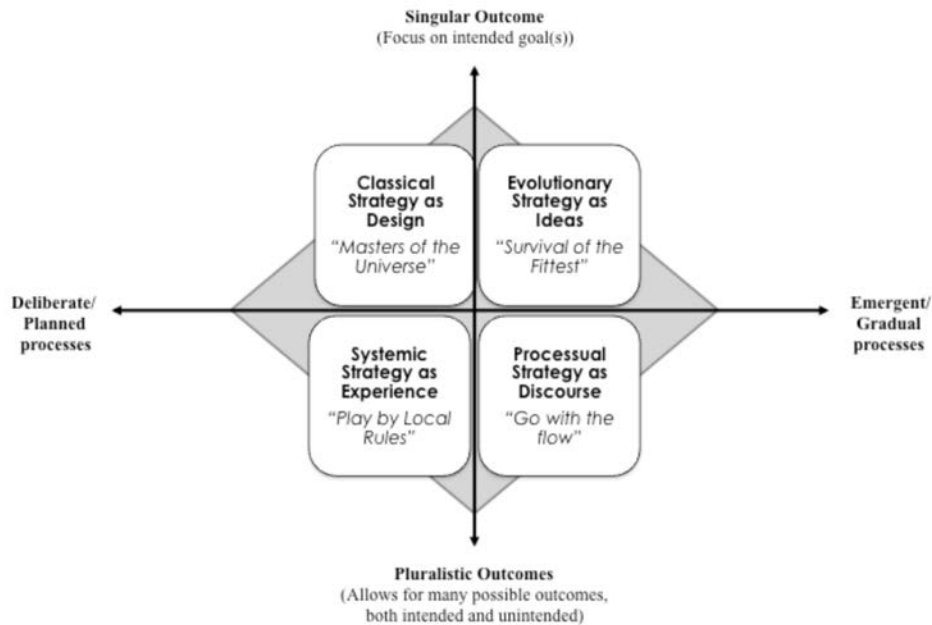 Singular Outcome
(Focus on intended goal(s))
Classical
Strategy as
Design
“Masters of the
Universe”
Evolutionary
Strategy as
Ideas
“Survival of the
Fittest”
Deliberate/
Planned
processes
Emergent/
Gradual
processes
Systemic
Strategy as
Experience
“Play by Local
Rules”
Processual
Strategy as
Discourse
“Go with the
flow”
Pluralistic Outcomes
(Allows for many possible outcomes,
both intended and unintended)